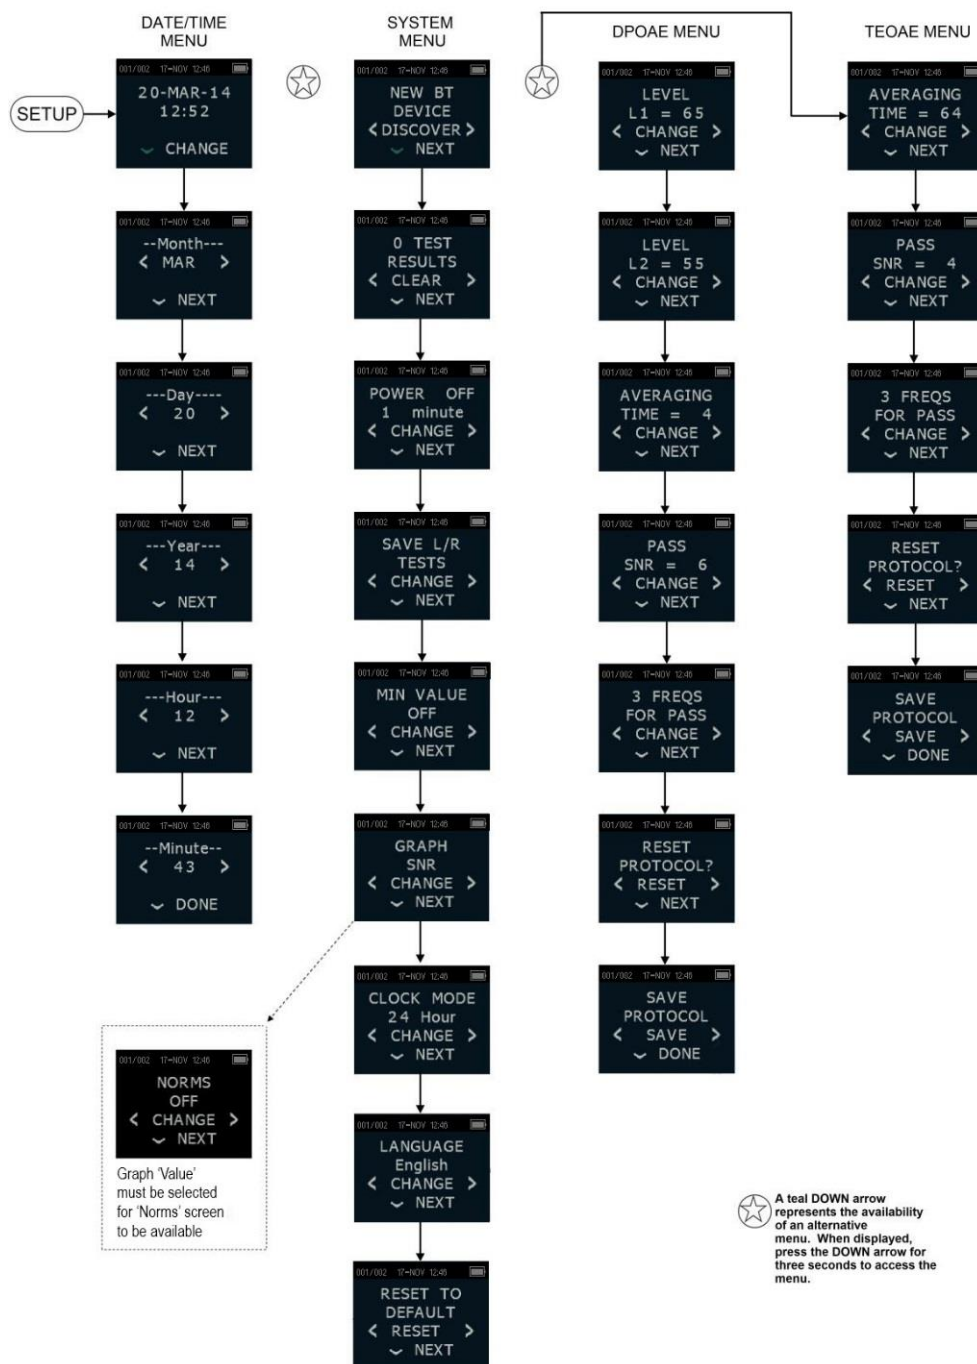 DATE/TIME
MENU
SETUP
001/002 17-NOV 12:46
20-MAR-14
12:52
CHANGE
001/002 17-NOV 12:46
--Month---
< MAR >
NEXT
001/002 17-NOV 12:46
---Day----
< 20 >
NEXT
001/002 17-NOV 12:46
---Year---
< 14 >
NEXT
001/002 17-NOV 12:46
---Hour---
< 12 >
NEXT
001/002 17-NOV 12:46
--Minute--
< 43 >
DONE
001/002 17-NOV 12:46
NORMS
OFF
< CHANGE >
NEXT
Graph 'Value'
must be selected
for 'Norms' screen
to be available
SYSTEM
MENU
001/002 17-NOV 12:46
NEW BT
DEVICE
<DISCOVER>
NEXT
001/002 17-NOV 12:46
0 TEST
RESULTS
< CLEAR >
NEXT
001/002 17-NOV 12:46
POWER OFF
1 minute
< CHANGE >
NEXT
001/002 17-NOV 12:46
SAVE L/R
TESTS
< CHANGE >
NEXT
001/002 17-NOV 12:46
MIN VALUE
OFF
< CHANGE >
NEXT
001/002 17-NOV 12:46
GRAPH
SNR
< CHANGE >
NEXT
001/002 17-NOV 12:46
CLOCK MODE
24 Hour
< CHANGE >
NEXT
001/002 17-NOV 12:46
LANGUAGE
English
< CHANGE >
NEXT
001/002 17-NOV 12:46
RESET TO
DEFAULT
< RESET >
NEXT
DPOAE MENU
001/002 17-NOV 12:46
LEVEL
L1 = 65
< CHANGE >
NEXT
001/002 17-NOV 12:46
LEVEL
L2 = 55
< CHANGE >
NEXT
001/002 17-NOV 12:46
AVERAGING
TIME = 4
< CHANGE >
NEXT
001/002 17-NOV 12:46
PASS
SNR = 6
< CHANGE >
NEXT
001/002 17-NOV 12:46
3 FREQS
FOR PASS
< CHANGE >
NEXT
001/002 17-NOV 12:46
RESET
PROTOCOL?
< RESET >
NEXT
001/002 17-NOV 12:46
SAVE
PROTOCOL
< SAVE >
DONE
TEOAE MENU
001/002 17-NOV 12:46
AVERAGING
TIME = 64
< CHANGE >
NEXT
001/002 17-NOV 12:46
PASS
SNR = 4
< CHANGE >
NEXT
001/002 17-NOV 12:46
3 FREQS
FOR PASS
< CHANGE >
NEXT
001/002 17-NOV 12:46
RESET
PROTOCOL?
< RESET >
NEXT
001/002 17-NOV 12:46
SAVE
PROTOCOL
< SAVE >
DONE
A teal DOWN arrow
represents the availability
of an alternative
menu. When displayed,
press the DOWN arrow for
three seconds to access the
menu.